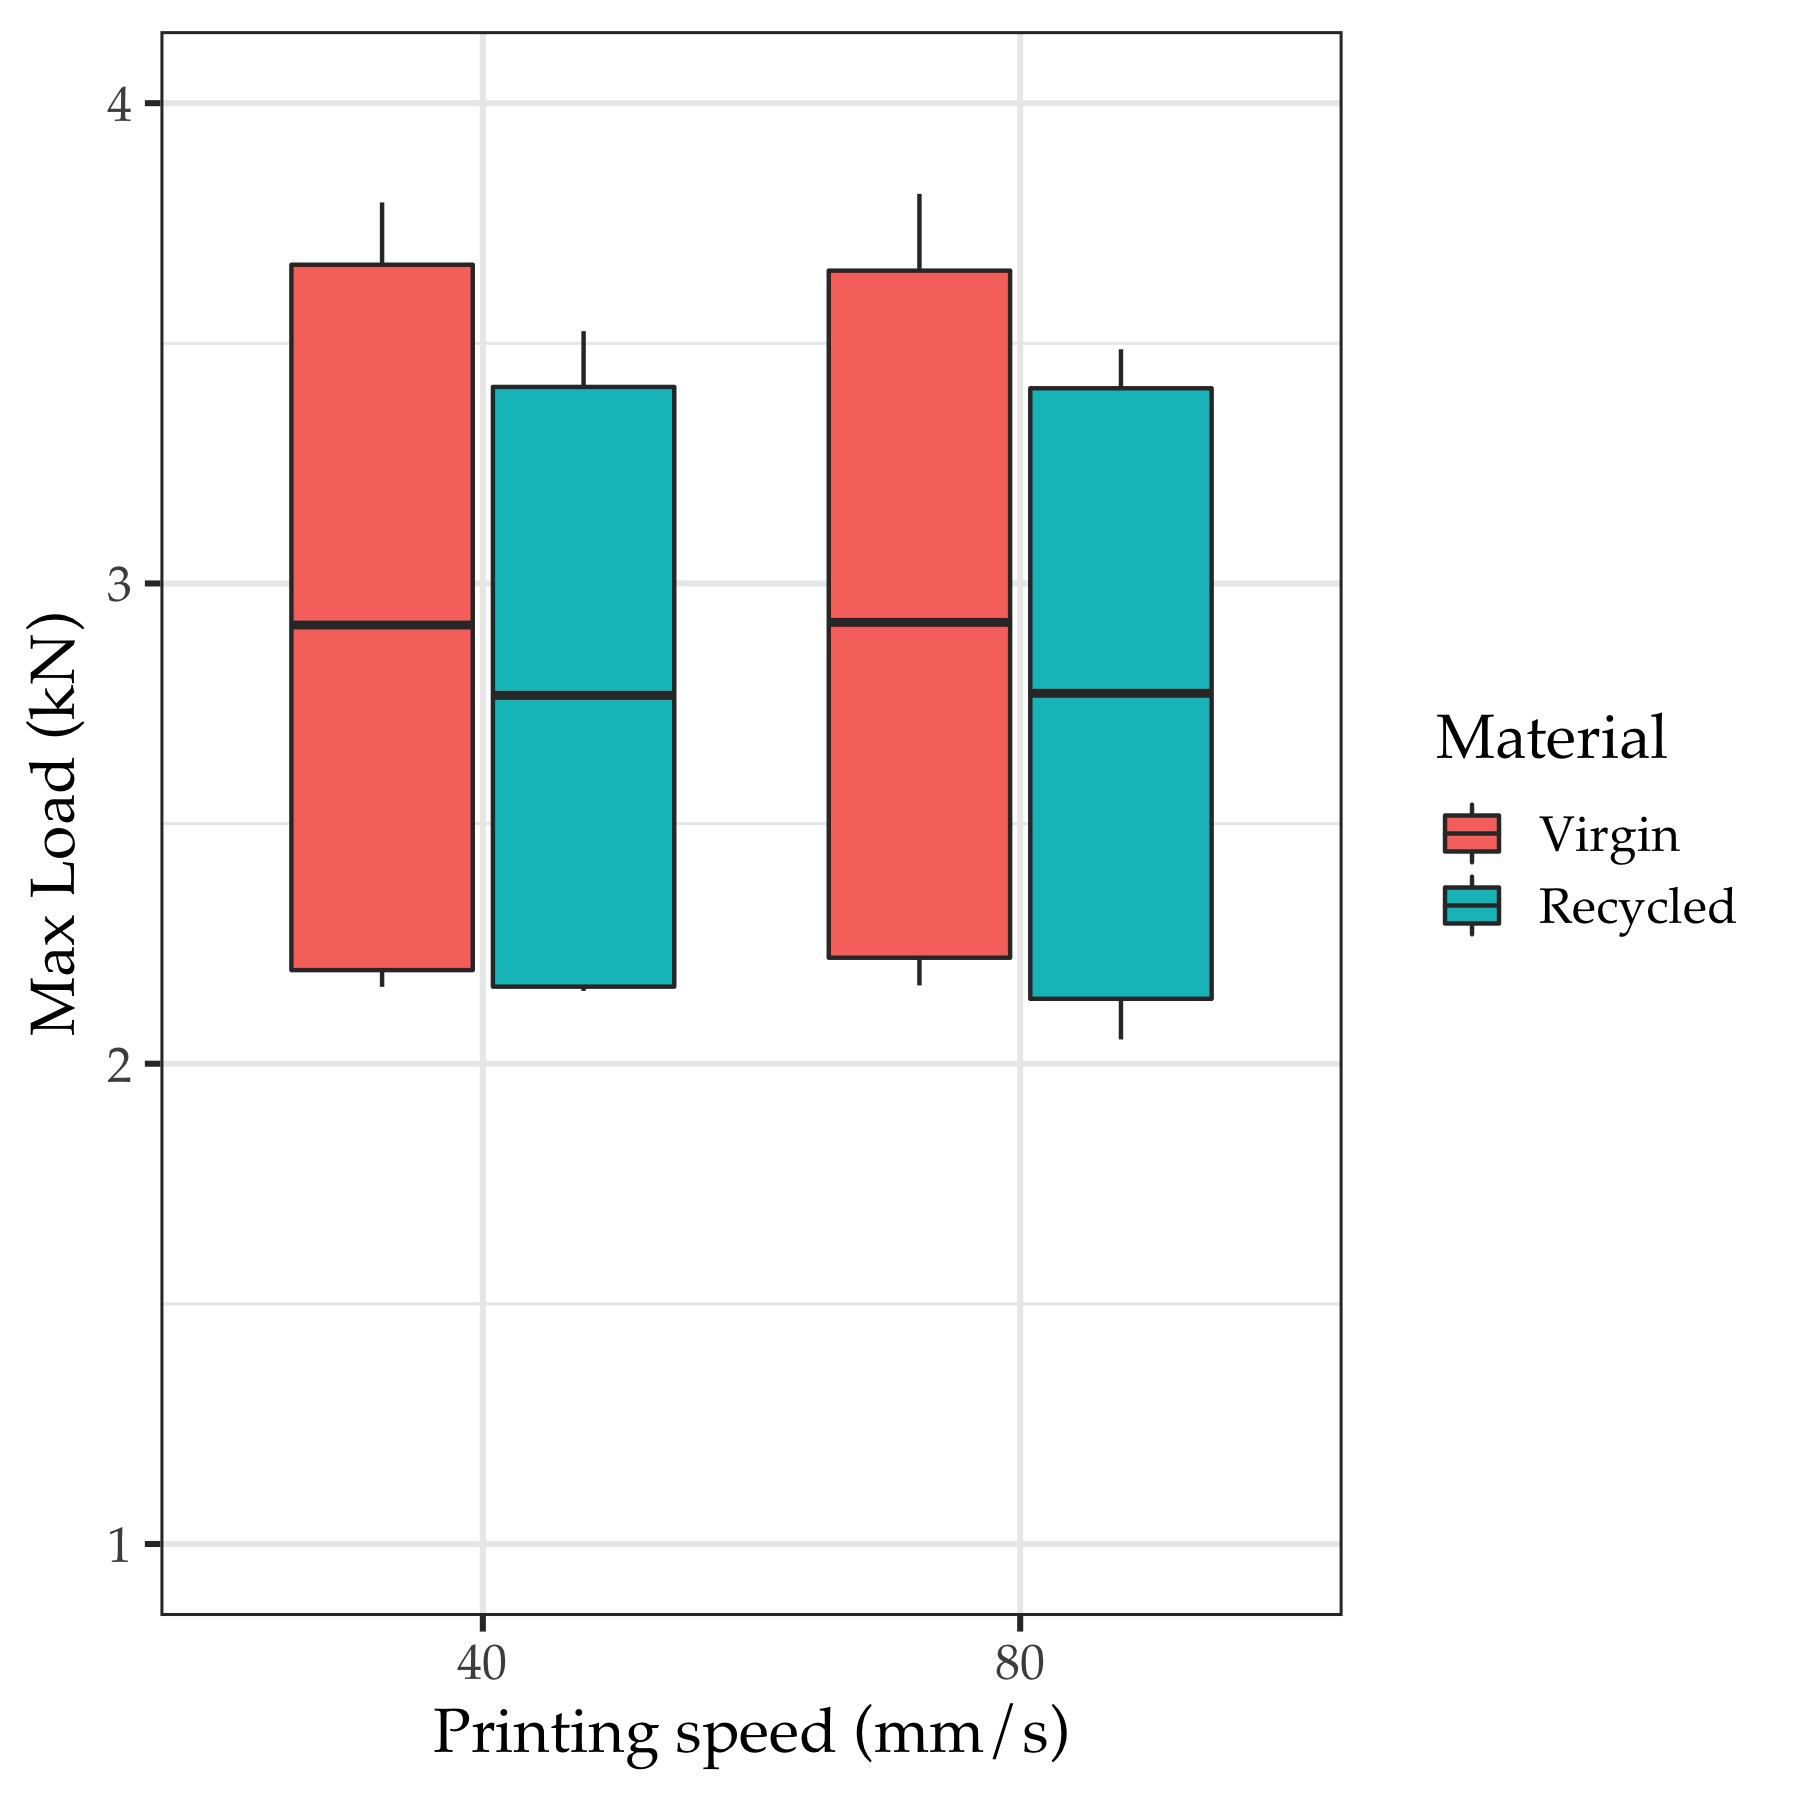 Max Load (kN)
4
3
2
1
40 80
Printing speed (mm/s)
Material
Virgin
Recycled